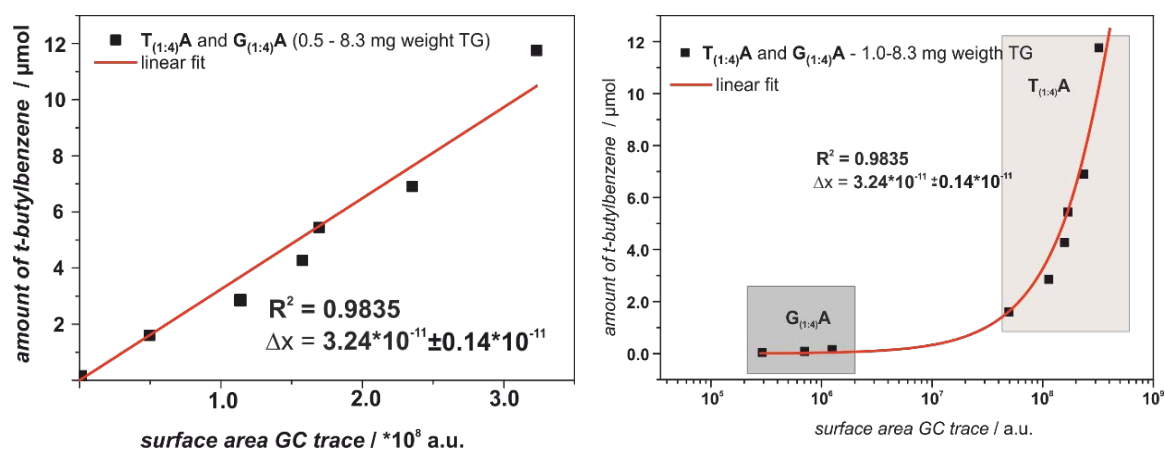 12
10
8
6
4
2
amount of t-butylbenzene / μmol
T(1:4)A and G(1:4)A (0.5 - 8.3 mg weight TG)
linear fit
R² = 0.9835
Δx = 3.24*10⁻¹¹±0.14*10⁻¹¹
1.0
2.0
3.0
surface area GC trace / *10⁸ a.u.
12
10
8
6
4.0
2.0
0.0
amount of t-butylbenzene / μmol
T(1:4)A and G(1:4)A - 1.0-8.3 mg weigth TG
linear fit
T(1:4)A
R² = 0.9835
Δx = 3.24*10⁻¹¹ ±0.14*10⁻¹¹
G(1:4)A
10⁵
10⁶
10⁷
10⁸
10⁹
surface area GC trace / a.u.